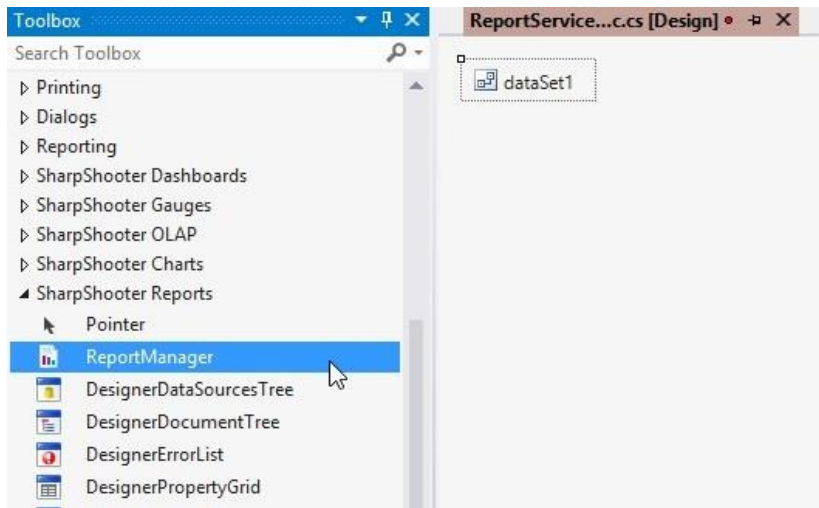 Toolbox
Search Toolbox
Printing
Dialogs
Reporting
SharpShooter Dashboards
SharpShooter Gauges
SharpShooter OLAP
SharpShooter Charts
SharpShooter Reports
Pointer
ReportManager
DesignerDataSourcesTree
DesignerDocumentTree
DesignerErrorList
DesignerPropertyGrid
ReportService...c.cs [Design]
dataSet1